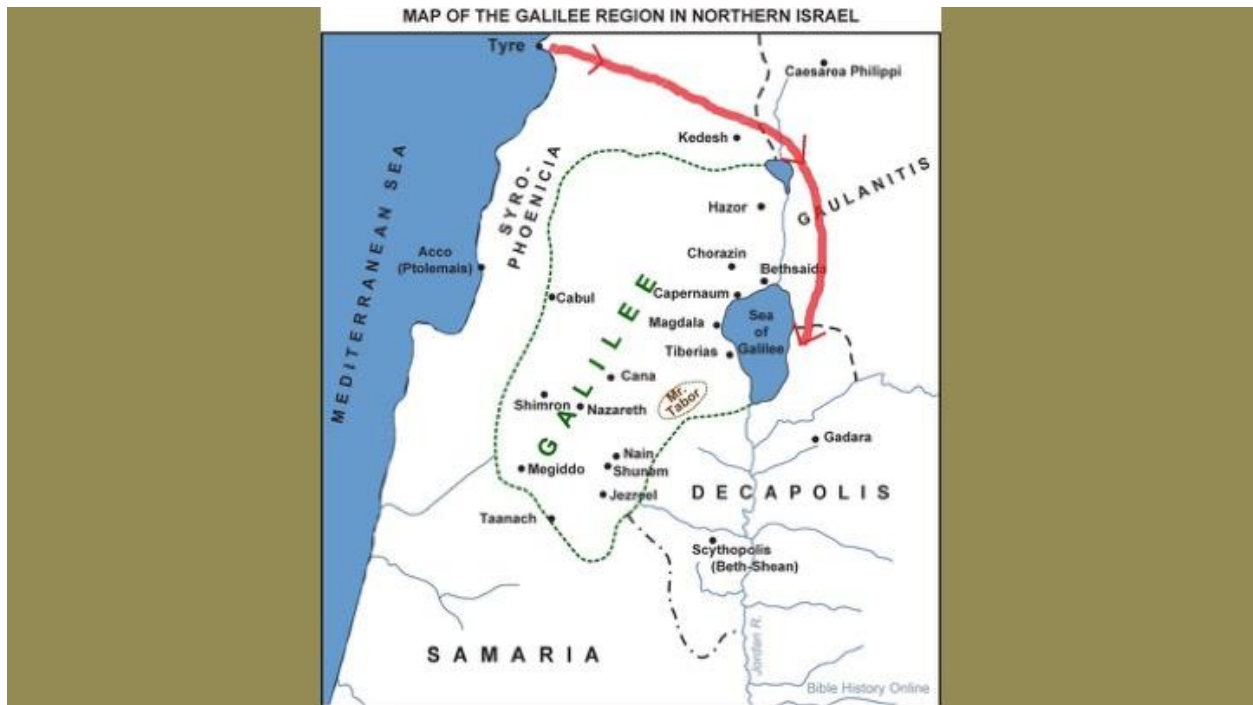 MAP OF THE GALILEE REGION IN NORTHERN ISRAEL
Tyre
Caesarea Philippi
Kedesh
SYRO-
PHOENICIA
GAULANITIS
MEDITERRANEAN SEA
Hazor
Chorazin
Bethsaida
Acco
(Ptolemais)
Cabul
Capernaum
GALILEE
Magdala
Sea
of
Galilee
Tiberias
Cana
Mr.
Tabor
Shimron
Nazareth
Gadara
Nain
Shunem
Megiddo
Jezreel
DECAPOLIS
Taanach
Scythopolis
(Beth-Shean)
Jordan R.
SAMARIA
Bible History Online